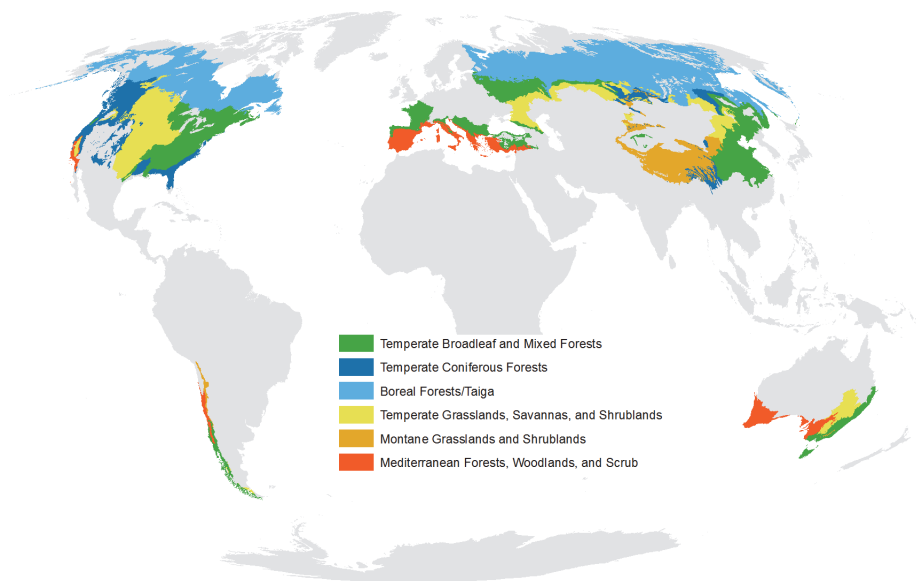 Temperate Broadleaf and Mixed Forests
Temperate Coniferous Forests
Boreal Forests/Taiga
Temperate Grasslands, Savannas, and Shrublands
Montane Grasslands and Shrublands
Mediterranean Forests, Woodlands, and Scrub